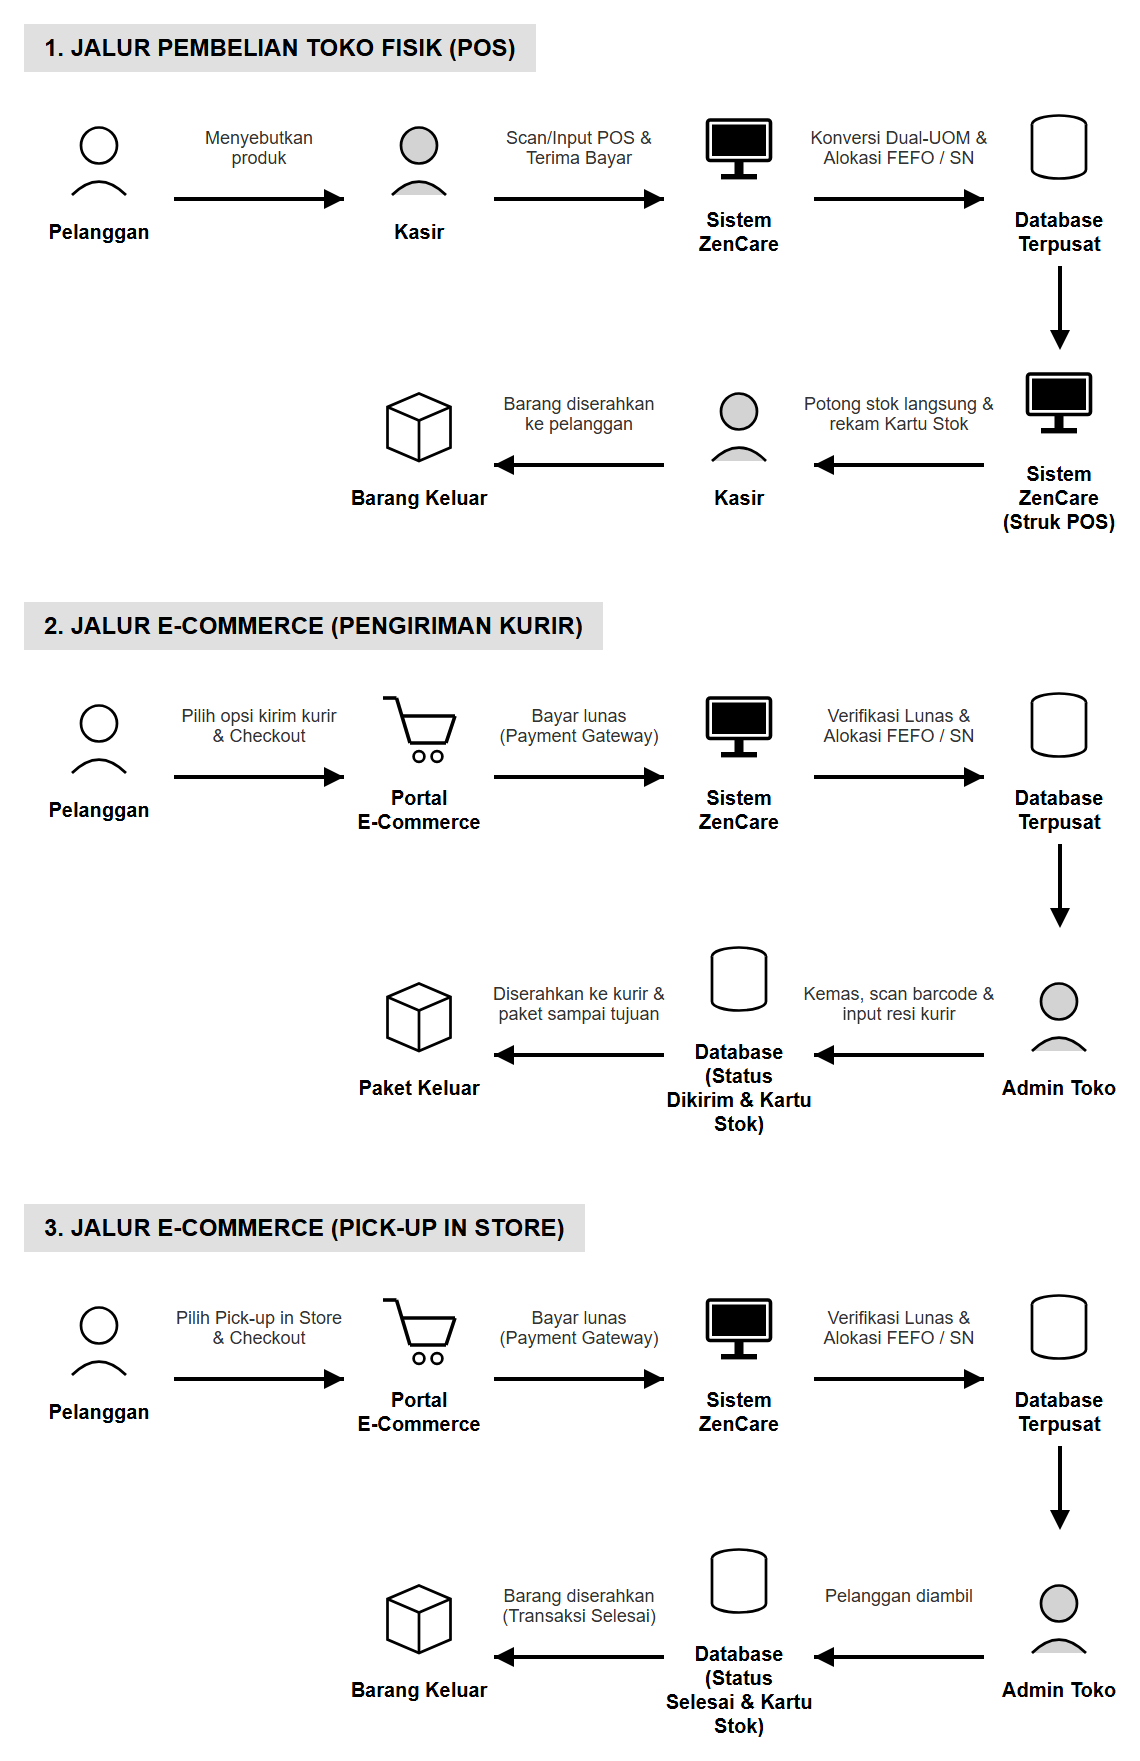 1. JALUR PEMBELIAN TOKO FISIK (POS)
Menyebutkan
produk
Scan/Input POS &
Terima Bayar
Konversi Dual-UOM &
Alokasi FEFO / SN
Pelanggan
Kasir
Sistem
ZenCare
Database
Terpusat
Barang diserahkan
ke pelanggan
Potong stok langsung &
rekam Kartu Stok
Barang Keluar
Kasir
Sistem
ZenCare
(Struk POS)
2. JALUR E-COMMERCE (PENGIRIMAN KURIR)
Pilih opsi kirim kurir
& Checkout
Bayar lunas
(Payment Gateway)
Verifikasi Lunas &
Alokasi FEFO / SN
Pelanggan
Portal
E-Commerce
Sistem
ZenCare
Database
Terpusat
Diserahkan ke kurir &
paket sampai tujuan
Kemas, scan barcode &
input resi kurir
Paket Keluar
Database
(Status
Dikirim & Kartu
Stok)
Admin Toko
3. JALUR E-COMMERCE (PICK-UP IN STORE)
Pilih Pick-up in Store
& Checkout
Bayar lunas
(Payment Gateway)
Verifikasi Lunas &
Alokasi FEFO / SN
Pelanggan
Portal
E-Commerce
Sistem
ZenCare
Database
Terpusat
Barang diserahkan
(Transaksi Selesai)
Pelanggan diambil
Barang Keluar
Database
(Status
Selesai & Kartu
Stok)
Admin Toko